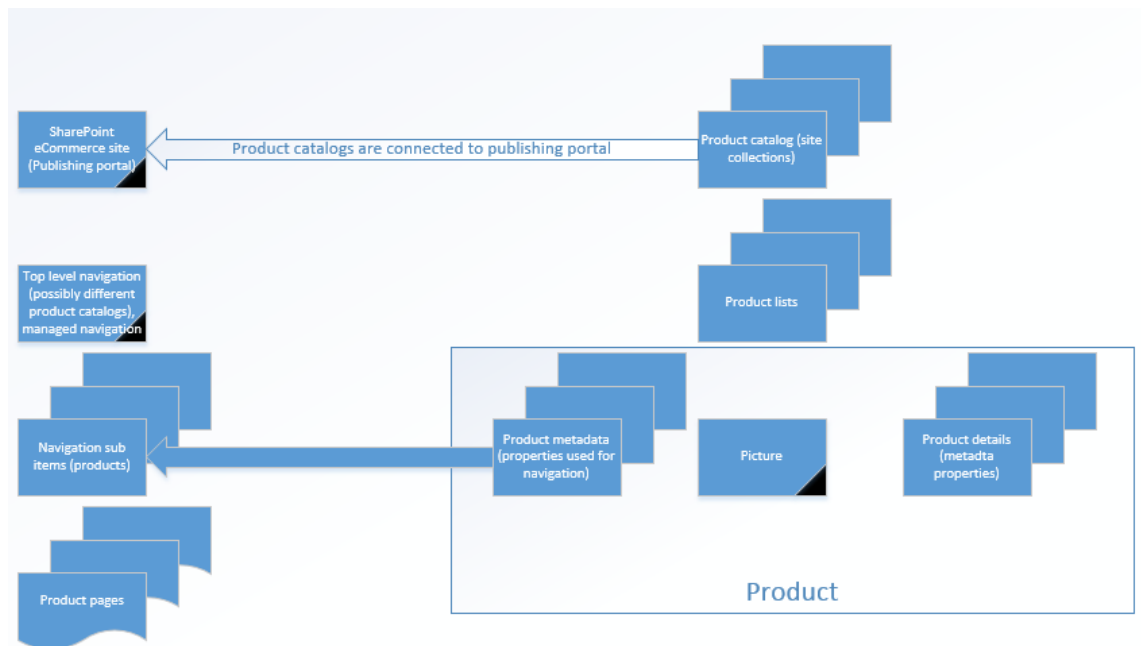 SharePoint
eCommerce site
(Publishing portal)
Product catalogs are connected to publishing portal
Product catalog (site
collections)
Top level navigation
(possibly different
product catalogs),
managed navigation
Product lists
Navigation sub
items (products)
Product metadata
(properties used for
navigation)
Picture
Product details
(metadta
properties)
Product pages
Product